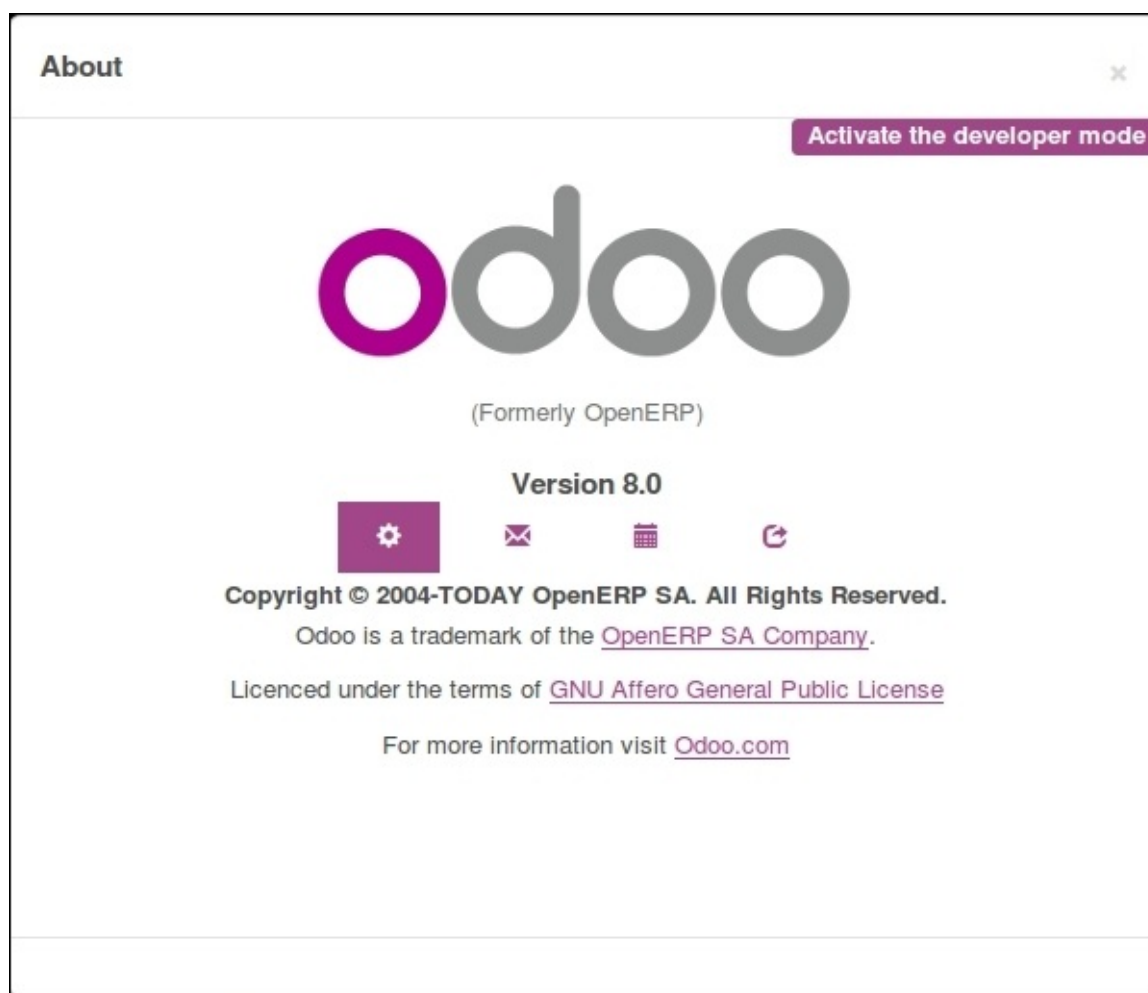 About
Activate the developer mode
odoo
(Formerly OpenERP)
Version 8.0
Copyright © 2004-TODAY OpenERP SA. All Rights Reserved.
Odoo is a trademark of the OpenERP SA Company.
Licenced under the terms of GNU Affero General Public License
For more information visit Odoo.com